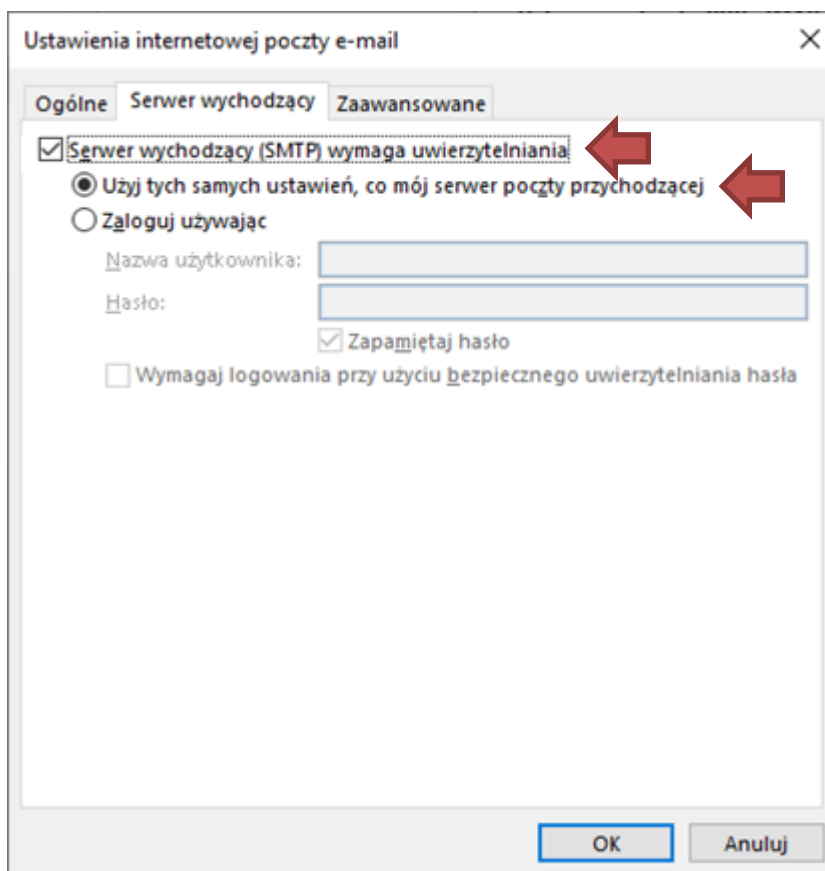 Ustawienia internetowej poczty e-mail
Ogólne Serwer wychodzący Zaawansowane
Serwer wychodzący (SMTP) wymaga uwierzytelniania
Użyj tych samych ustawień, co mój serwer poczty przychodzącej
Zaloguj używając
Nazwa użytkownika:
Hasło:
Zapamiętaj hasło
Wymagaj logowania przy użyciu bezpiecznego uwierzytelniania hasła
OK Anuluj